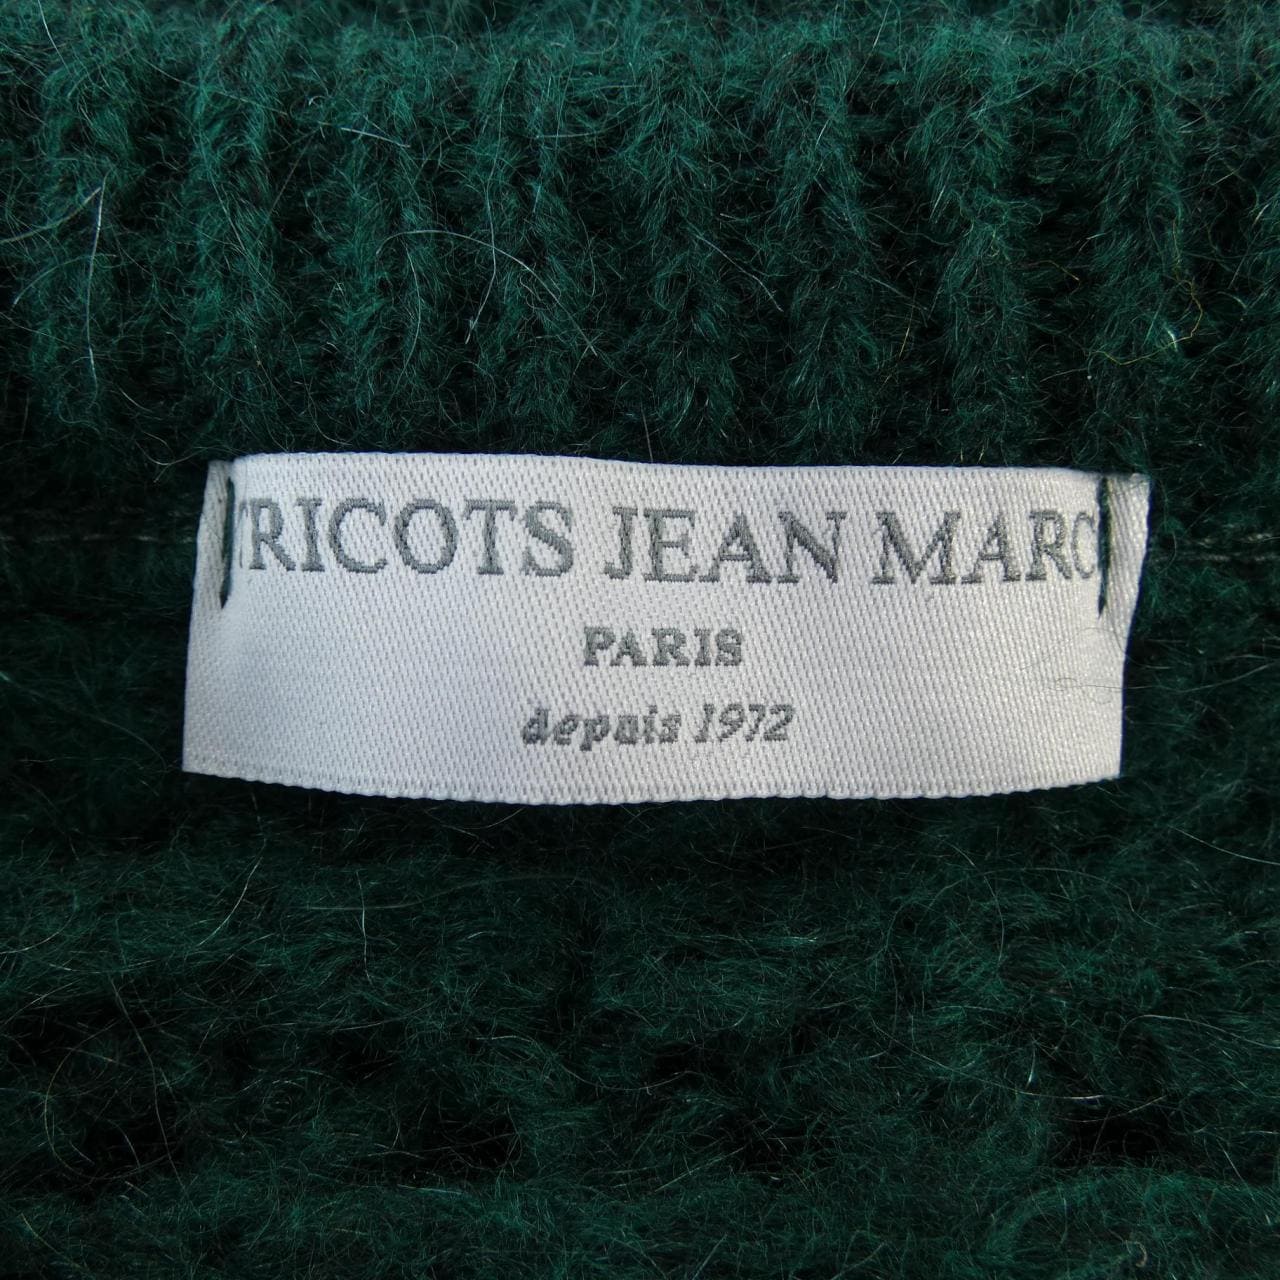 TRICOTS JEAN MARC
PARIS
depuis 1972